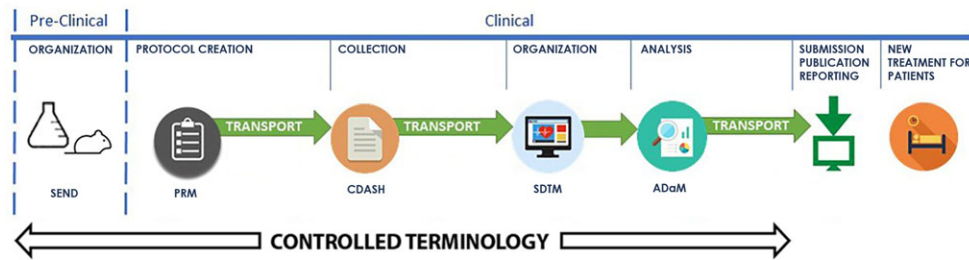 Pre-Clinical
Clinical
ORGANIZATION
PROTOCOL CREATION
COLLECTION
ORGANIZATION
ANALYSIS
SUBMISSION
PUBLICATION
REPORTING
NEW
TREATMENT FOR
PATIENTS
TRANSPORT
TRANSPORT
TRANSPORT
SEND
PRM
CDASH
SDTM
ADaM
CONTROLLED TERMINOLOGY